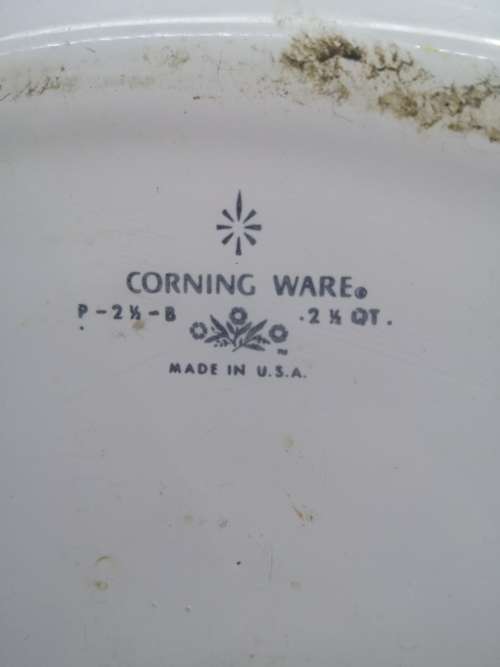 CORNING WARE®
P-2½-B · 2½ QT.
™
MADE IN U.S.A.